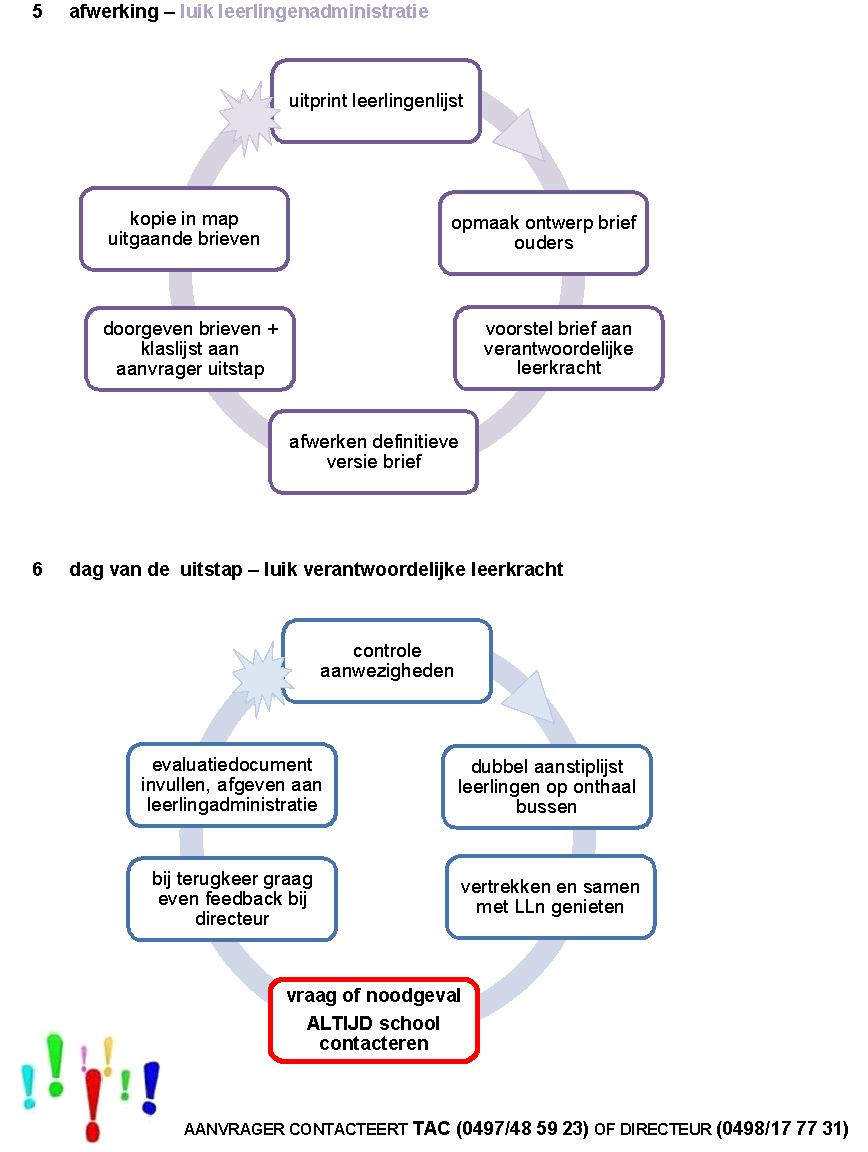 5 afwerking – luik leerlingenadministratie
uitprint leerlingenlijst
opmaak ontwerp brief
ouders
voorstel brief aan
verantwoordelijke
leerkracht
afwerken definitieve
versie brief
doorgeven brieven +
klaslijst aan
aanvrager uitstap
kopie in map
uitgaande brieven
6 dag van de uitstap – luik verantwoordelijke leerkracht
controle
aanwezigheden
dubbel aanstiplijst
leerlingen op onthaal
bussen
vertrekken en samen
met LLn genieten
vraag of noodgeval
ALTIJD school
contacteren
bij terugkeer graag
even feedback bij
directeur
evaluatiedocument
invullen, afgeven aan
leerlingadministratie
AANVRAGER CONTACTEERT TAC (0497/48 59 23) OF DIRECTEUR (0498/17 77 31)